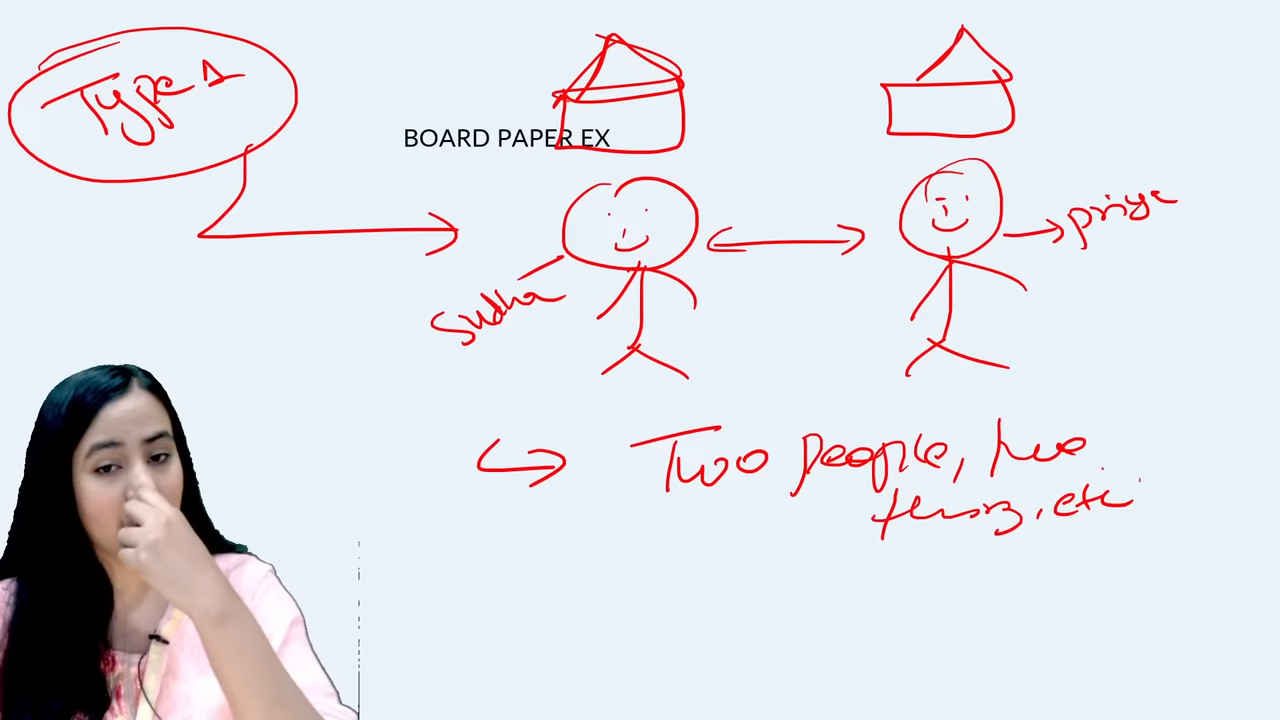 Type 1
BOARD PAPER EX
priya
Sudha
Two people, two
things, etc